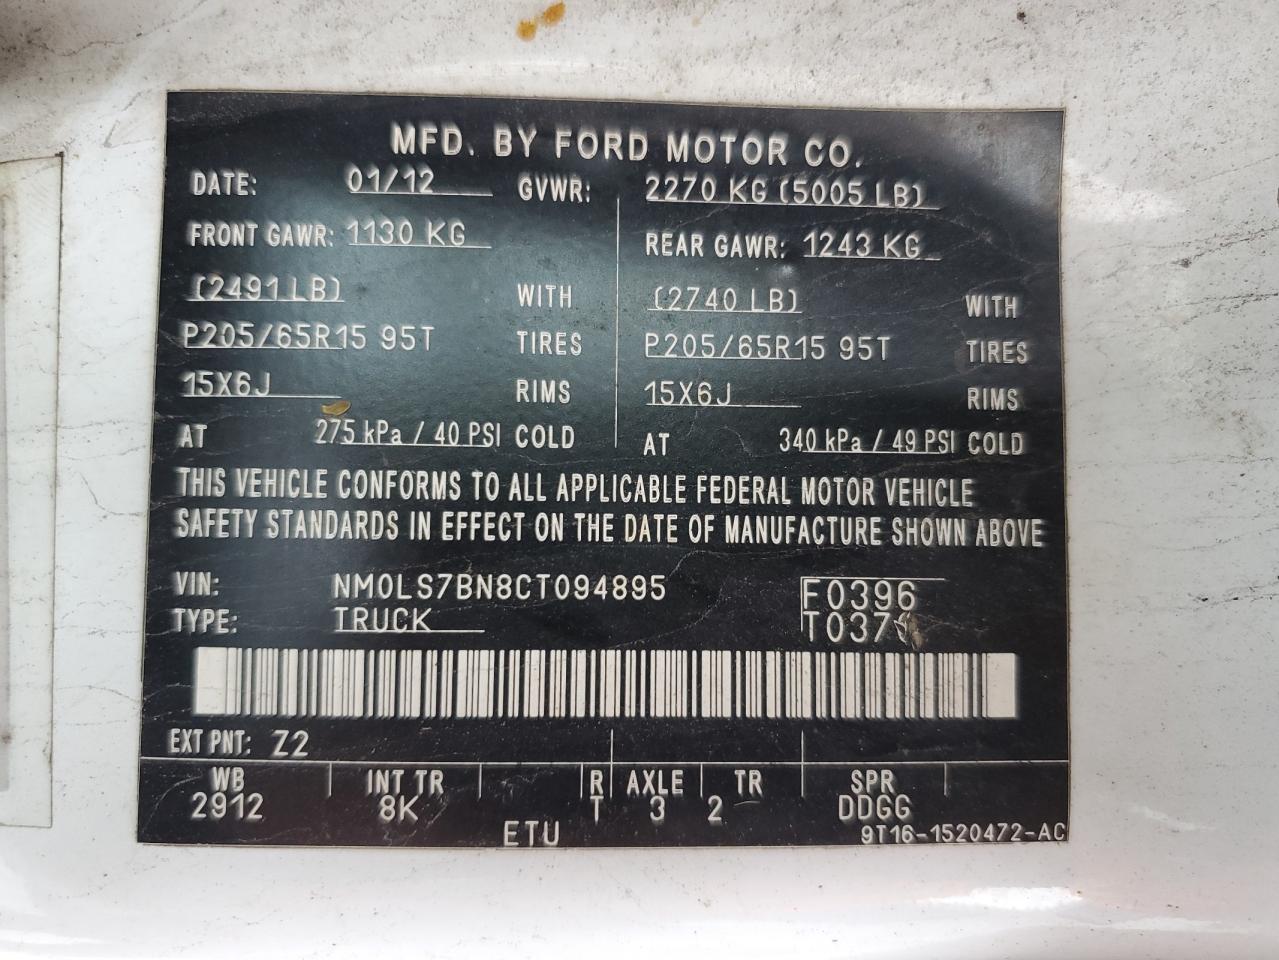 MFD. BY FORD MOTOR CO.
DATE: 01/12 GVWR: 2270 KG (5005 LB)
FRONT GAWR: 1130 KG REAR GAWR: 1243 KG
(2491 LB) WITH (2740 LB) WITH
P205/65R15 95T TIRES P205/65R15 95T TIRES
15X6J RIMS 15X6J RIMS
AT 275 kPa / 40 PSI COLD AT 340 kPa / 49 PSI COLD
THIS VEHICLE CONFORMS TO ALL APPLICABLE FEDERAL MOTOR VEHICLE
SAFETY STANDARDS IN EFFECT ON THE DATE OF MANUFACTURE SHOWN ABOVE
VIN: NM0LS7BN8CT094895 F0396
TYPE: TRUCK
EXT PNT: Z2
WB INT TR R AXLE TR SPR
2912 8K T 3 2 DDGG
ETU 9T16-1520472-AC